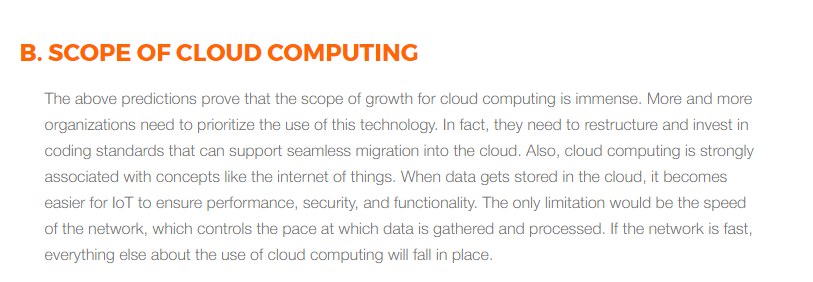 B. SCOPE OF CLOUD COMPUTING
The above predictions prove that the scope of growth for cloud computing is immense. More and more
organizations need to prioritize the use of this technology. In fact, they need to restructure and invest in
coding standards that can support seamless migration into the cloud. Also, cloud computing is strongly
associated with concepts like the internet of things. When data gets stored in the cloud, it becomes
easier for IoT to ensure performance, security, and functionality. The only limitation would be the speed
of the network, which controls the pace at which data is gathered and processed. If the network is fast,
everything else about the use of cloud computing will fall in place.